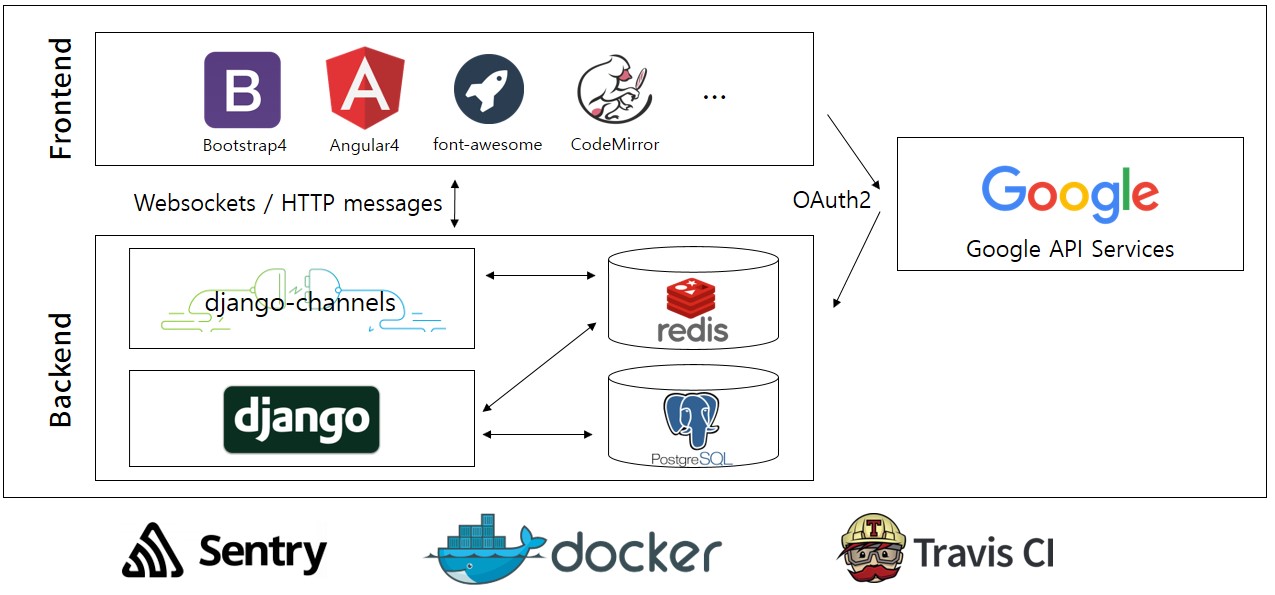 Frontend
B
A
Bootstrap4
Angular4
font-awesome
CodeMirror
...
Websockets / HTTP messages
OAuth2
Google
Google API Services
Backend
django-channels
redis
django
PostgreSQL
Sentry
docker
T
Travis CI